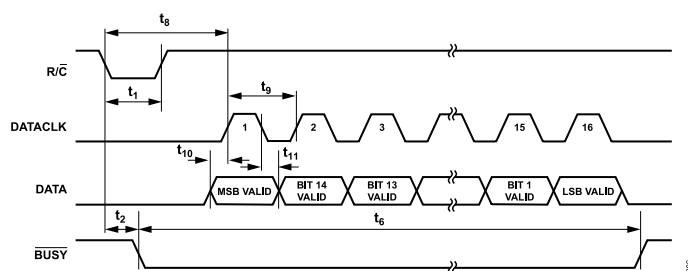 t8
R/C̅
t1
t9
DATACLK
1
2
3
15
16
t10
t11
DATA
MSB VALID
BIT 14
VALID
BIT 13
VALID
BIT 1
VALID
LSB VALID
t2
t6
B̅U̅S̅Y̅